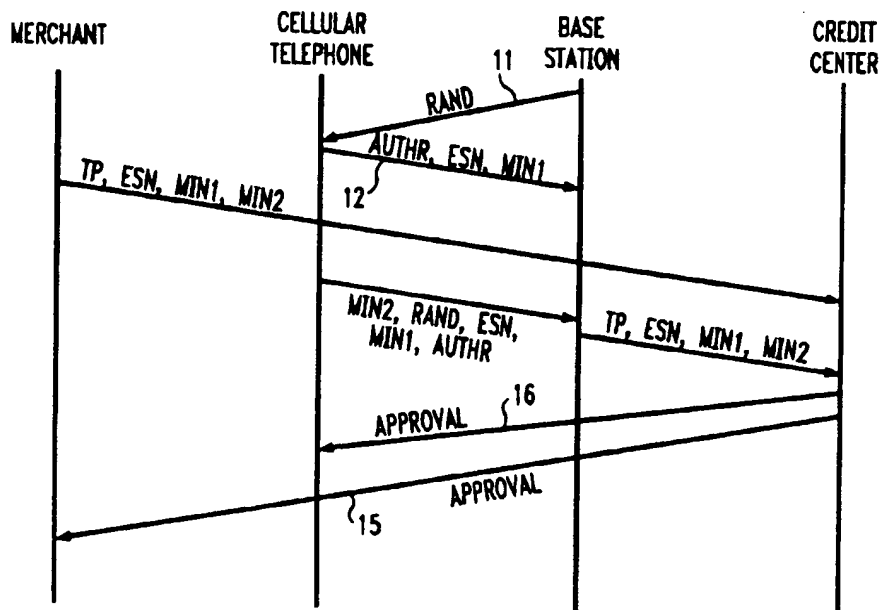 MERCHANT
CELLULAR
TELEPHONE
BASE
STATION
CREDIT
CENTER
11
RAND
AUTHR, ESN, MIN1
12
TP, ESN, MIN1, MIN2
MIN2, RAND, ESN,
MIN1, AUTHR
TP, ESN, MIN1, MIN2
16
APPROVAL
APPROVAL
15